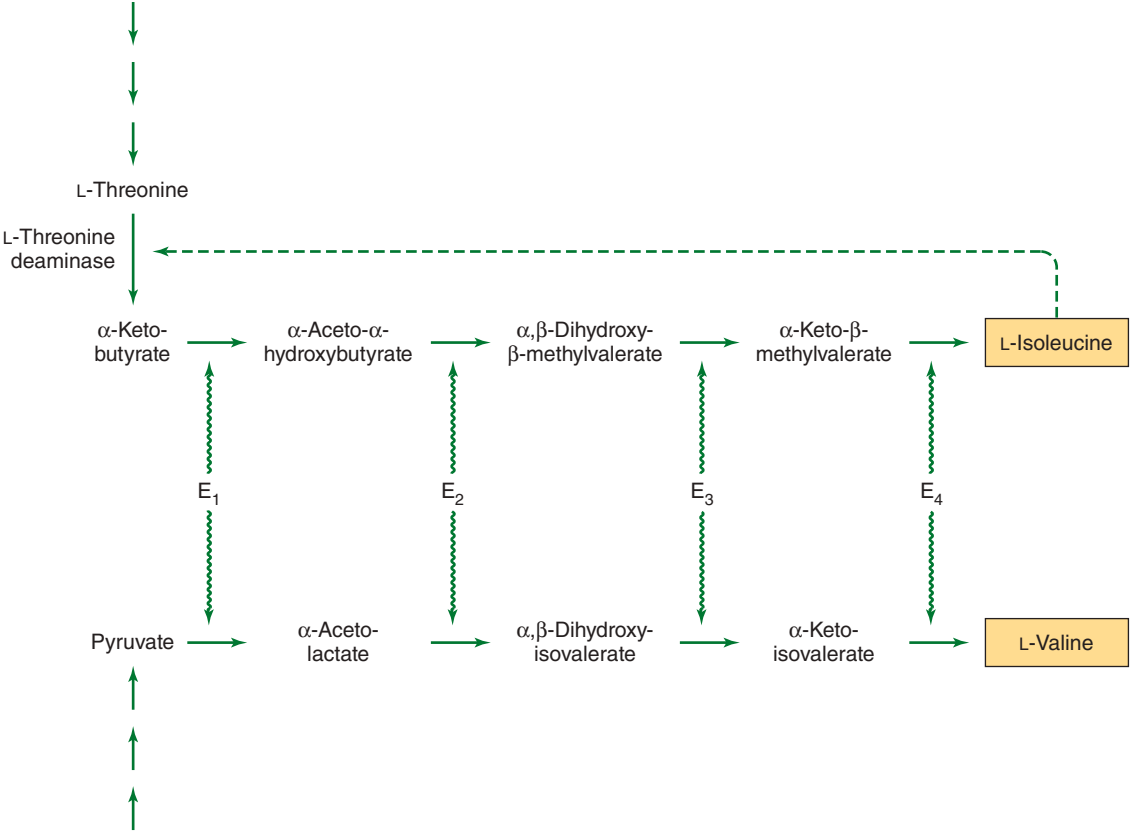 L-Threonine
L-Threonine
deaminase
α-Keto-
butyrate
α-Aceto-α-
hydroxybutyrate
α,β-Dihydroxy-
β-methylvalerate
α-Keto-β-
methylvalerate
L-Isoleucine
E1
E2
E3
E4
Pyruvate
α-Aceto-
lactate
α,β-Dihydroxy-
isovalerate
α-Keto-
isovalerate
L-Valine